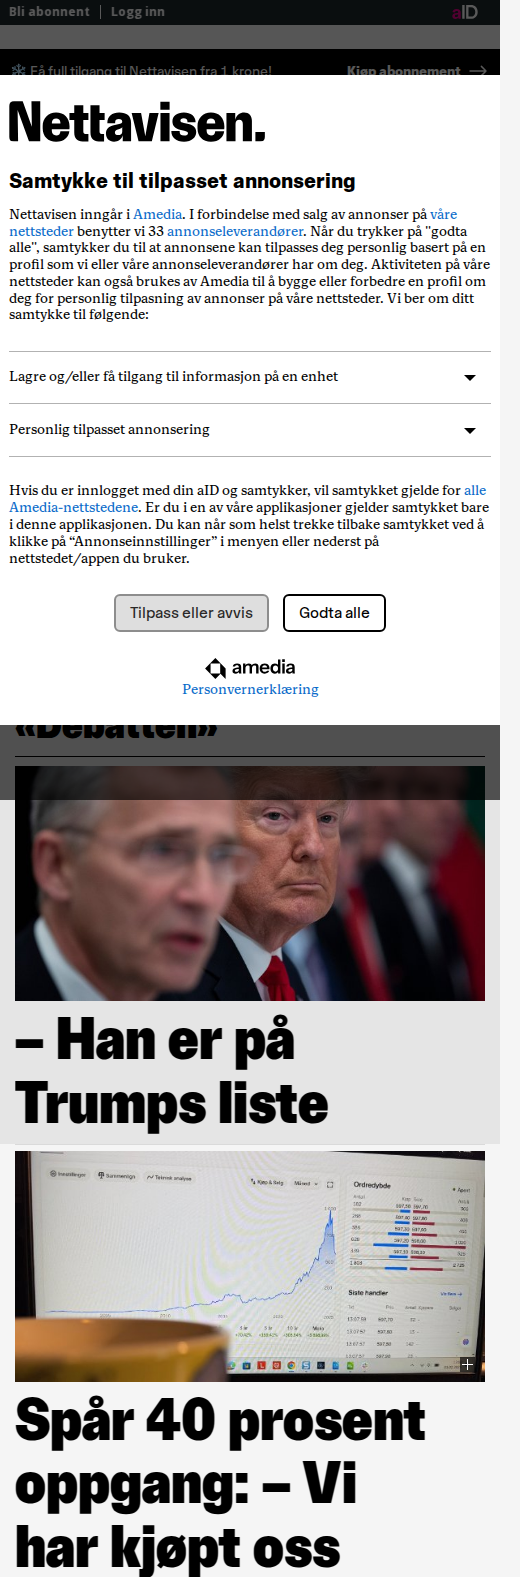 Bli abonnent | Logg inn
aID
Få full tilgang til Nettavisen fra 1 krone!
Kjøp abonnement
Nettavisen.
Samtykke til tilpasset annonsering
Nettavisen inngår i Amedia. I forbindelse med salg av annonser på våre
nettsteder benytter vi 33 annonseleverandører. Når du trykker på "godta
alle", samtykker du til at annonsene kan tilpasses deg personlig basert på en
profil som vi eller våre annonseleverandører har om deg. Aktiviteten på våre
nettsteder kan også brukes av Amedia til å bygge eller forbedre en profil om
deg for personlig tilpasning av annonser på våre nettsteder. Vi ber om ditt
samtykke til følgende:
Lagre og/eller få tilgang til informasjon på en enhet
Personlig tilpasset annonsering
Hvis du er innlogget med din aID og samtykker, vil samtykket gjelde for alle
Amedia-nettstedene. Er du i en av våre applikasjoner gjelder samtykket bare
i denne applikasjonen. Du kan når som helst trekke tilbake samtykket ved å
klikke på “Annonseinnstillinger” i menyen eller nederst på
nettstedet/appen du bruker.
Tilpass eller avvis
Godta alle
amedia
Personvernerklæring
«Debatten»
– Han er på
Trumps liste
Innstillinger
Sammenlign
Teknisk analyse
Kjøp & Selg
Måned
Ordredybde
Siste handler
Spår 40 prosent
oppgang: – Vi
har kjøpt oss